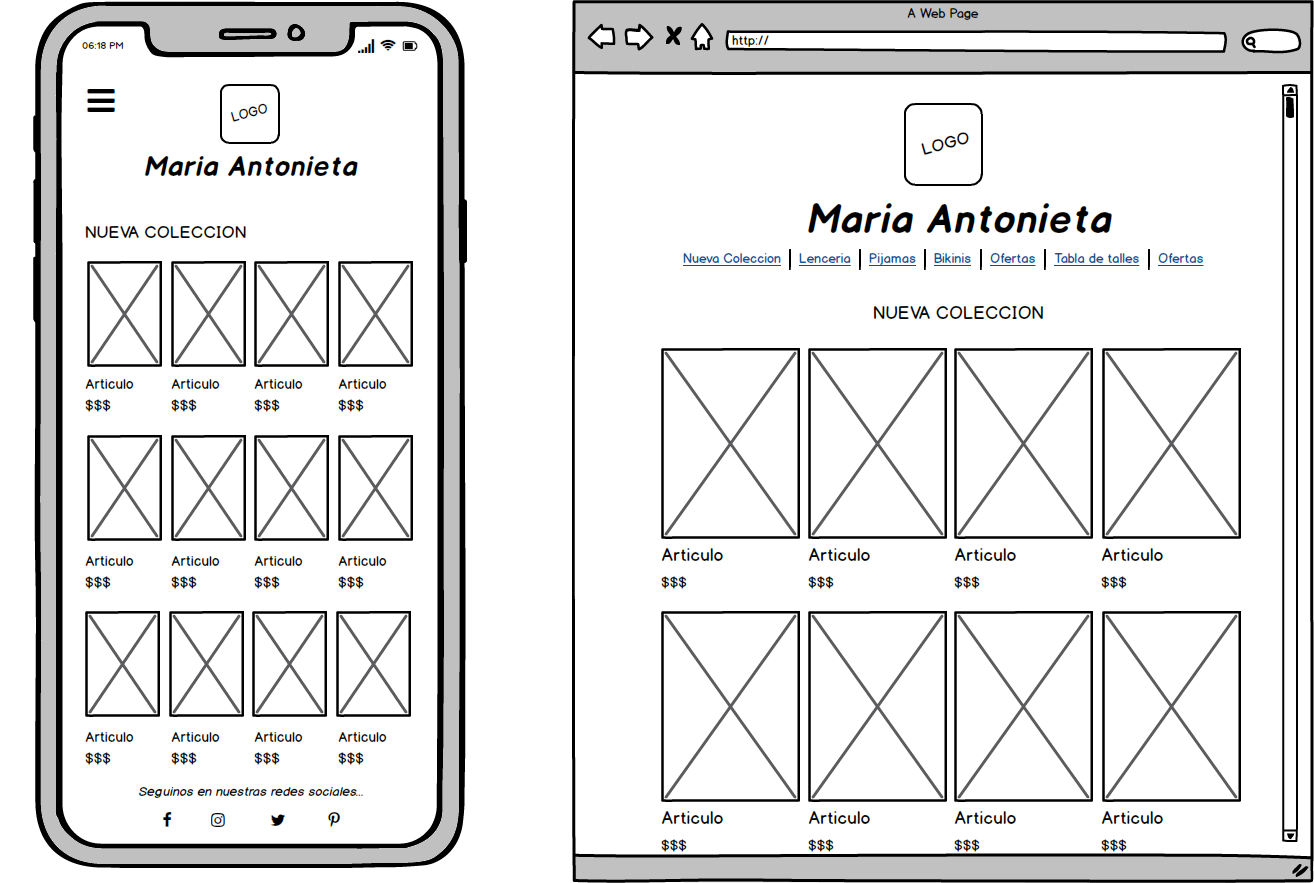 06:18 PM
LOGO
Maria Antonieta
NUEVA COLECCION
Articulo Articulo Articulo Articulo
$$$ $$$ $$$ $$$
Articulo Articulo Articulo Articulo
$$$ $$$ $$$ $$$
Articulo Articulo Articulo Articulo
$$$ $$$ $$$ $$$
Seguinos en nuestras redes sociales...
A Web Page
http://
LOGO
Maria Antonieta
Nueva Coleccion | Lenceria | Pijamas | Bikinis | Ofertas | Tabla de talles | Ofertas
NUEVA COLECCION
Articulo Articulo Articulo Articulo
$$$ $$$ $$$ $$$
Articulo Articulo Articulo Articulo
$$$ $$$ $$$ $$$